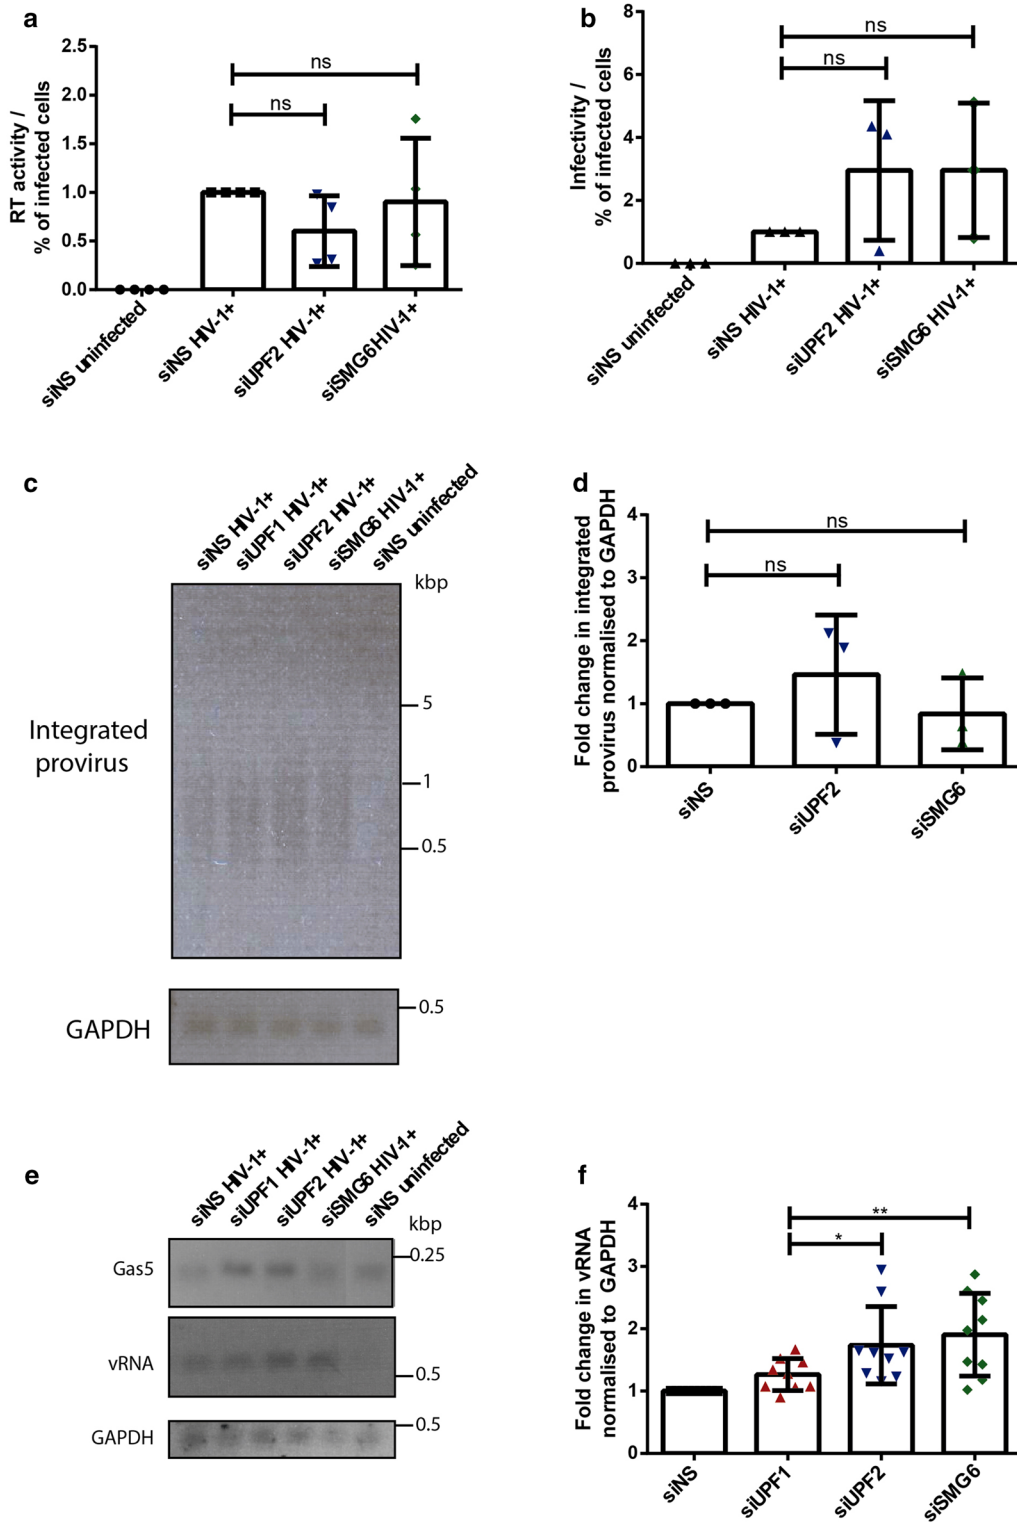 a
RT activity /
% of infected cells
2.5
2.0
1.5
1.0
0.5
0.0
ns
ns
siNS uninfected
siNS HIV-1+
siUPF2 HIV-1+
siSMG6HIV-1+
b
Infectivity /
% of infected cells
8
6
4
2
0
ns
ns
siNS uninfected
siNS HIV-1+
siUPF2 HIV-1+
siSMG6 HIV-1+
c
siNS HIV-1+
siUPF1 HIV-1+
siUPF2 HIV-1+
siSMG6 HIV-1+
siNS uninfected
kbp
5
1
0.5
Integrated
provirus
GAPDH
0.5
d
Fold change in integrated
provirus normalised to GAPDH
4
3
2
1
0
ns
ns
siNS
siUPF2
siSMG6
e
siNS HIV-1+
siUPF1 HIV-1+
siUPF2 HIV-1+
siSMG6 HIV-1+
siNS uninfected
kbp
Gas5
0.25
vRNA
0.5
GAPDH
0.5
f
Fold change in vRNA
normalised to GAPDH
4
3
2
1
0
**
*
siNS
siUPF1
siUPF2
siSMG6